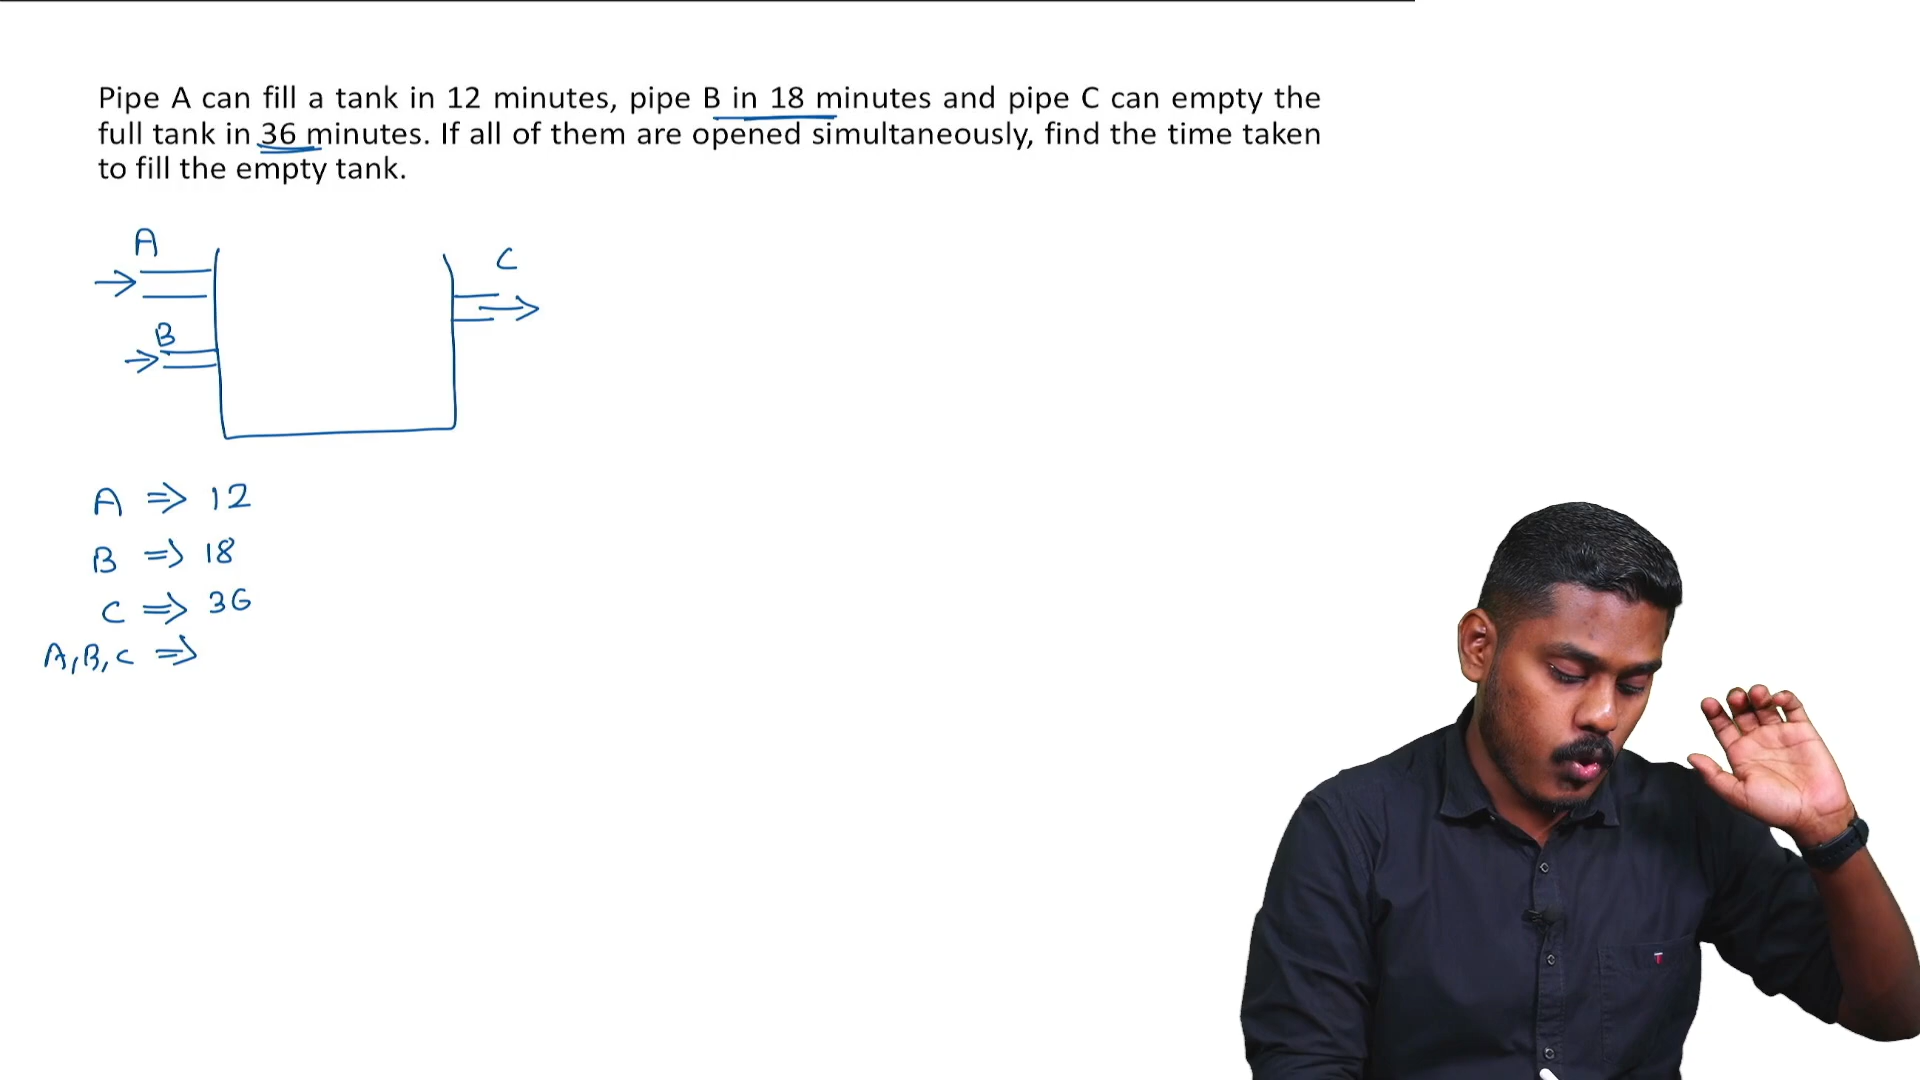 Pipe A can fill a tank in 12 minutes, pipe B in 18 minutes and pipe C can empty the
full tank in 36 minutes. If all of them are opened simultaneously, find the time taken
to fill the empty tank.
A
C
B
A ⇒ 12
B ⇒ 18
C ⇒ 36
A,B,C ⇒
T